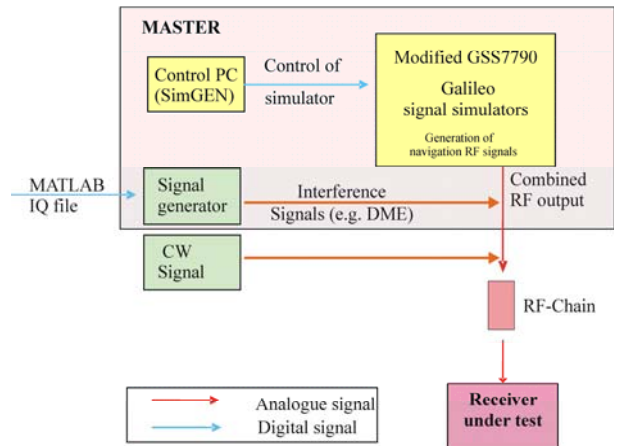 MASTER
Control PC
(SimGEN)
Control of
simulator
Modified GSS7790
Galileo
signal simulators
Generation of
navigation RF signals
MATLAB
IQ file
Signal
generator
Interference
Signals (e.g. DME)
Combined
RF output
CW
Signal
RF-Chain
Analogue signal
Digital signal
Receiver
under test